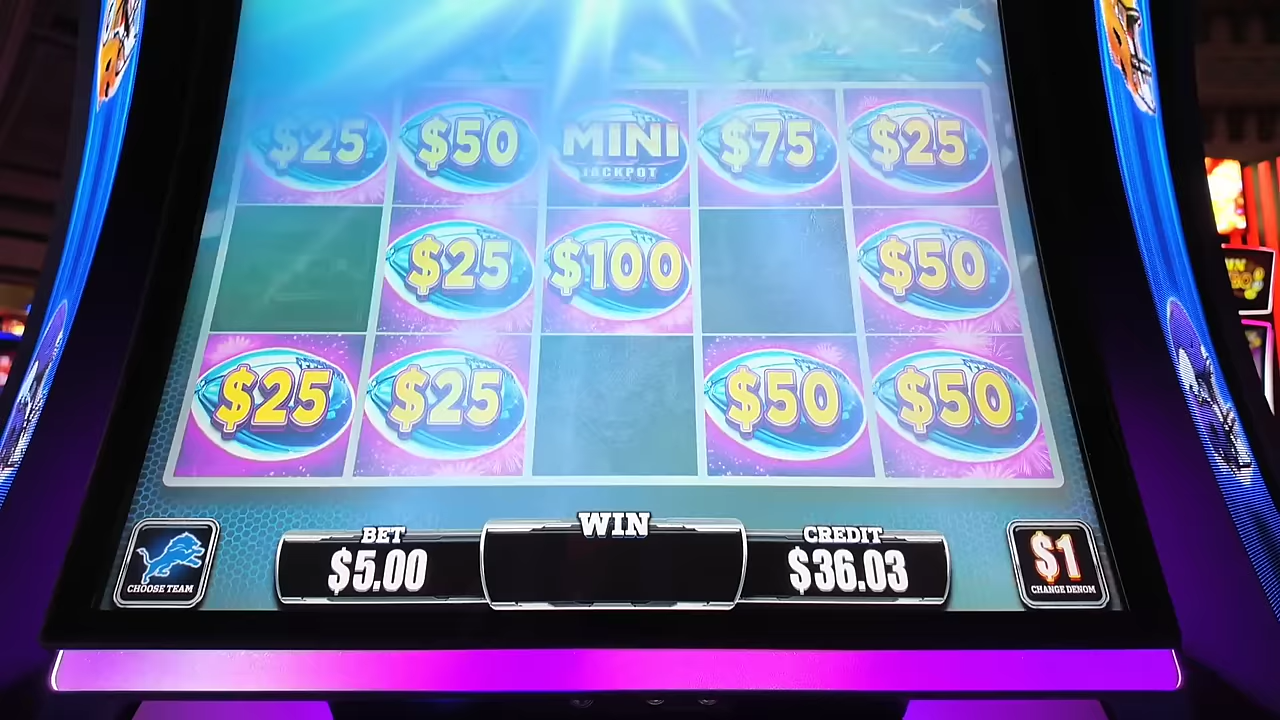 $25 $50 MINI JACKPOT $75 $25
$25 $100 $50
$25 $25 $50 $50
BET WIN CREDIT
$5.00 $36.03
CHOOSE TEAM
$1
CHANGE DENOM